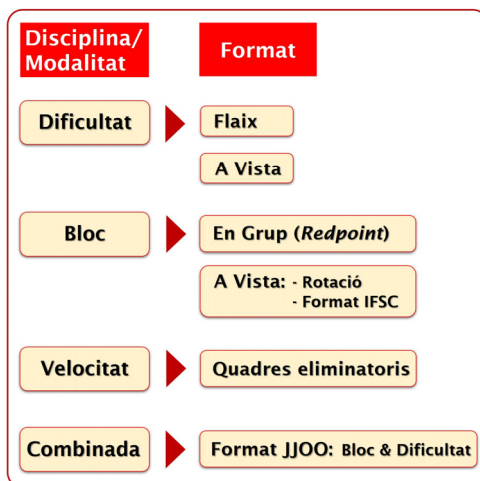 Disciplina/
Modalitat
Format
Dificultat
Flaix
A Vista
Bloc
En Grup (Redpoint)
A Vista: - Rotació
- Format IFSC
Velocitat
Quadres eliminatoris
Combinada
Format JJOO: Bloc & Dificultat